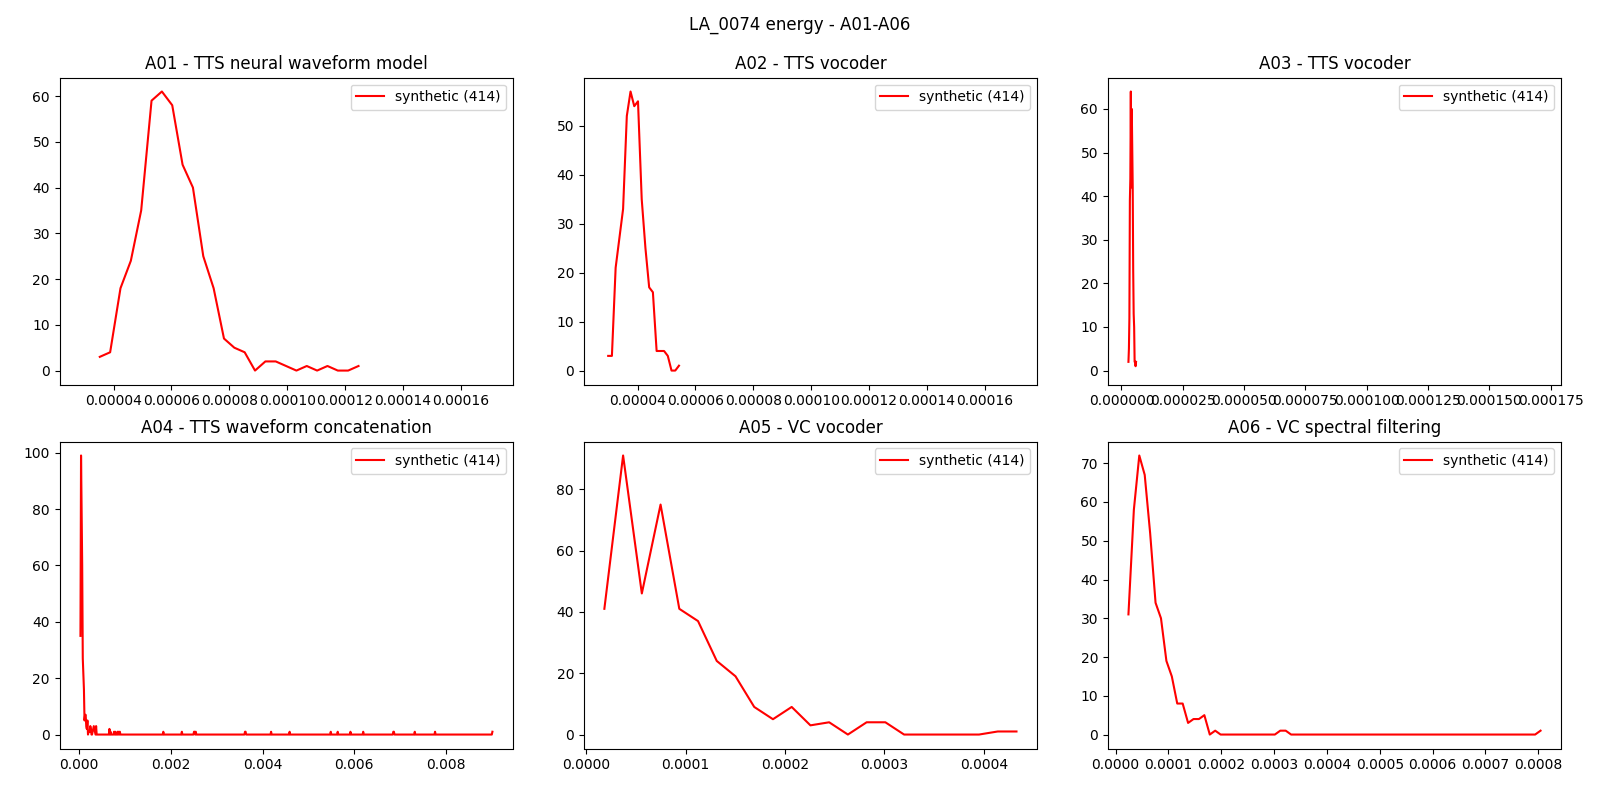 LA_0074 energy - A01-A06
A01 - TTS neural waveform model
synthetic (414)
60
50
40
30
20
10
0
0.00004 0.00006 0.00008 0.00010 0.00012 0.00014 0.00016
A02 - TTS vocoder
synthetic (414)
50
40
30
20
10
0
0.00004 0.00006 0.00008 0.00010 0.00012 0.00014 0.00016
A03 - TTS vocoder
synthetic (414)
60
50
40
30
20
10
0
0.000000 0.000025 0.000050 0.000075 0.000100 0.000125 0.000150 0.000175
A04 - TTS waveform concatenation
synthetic (414)
100
80
60
40
20
0
0.000 0.002 0.004 0.006 0.008
A05 - VC vocoder
synthetic (414)
80
60
40
20
0
0.0000 0.0001 0.0002 0.0003 0.0004
A06 - VC spectral filtering
synthetic (414)
70
60
50
40
30
20
10
0
0.0000 0.0001 0.0002 0.0003 0.0004 0.0005 0.0006 0.0007 0.0008